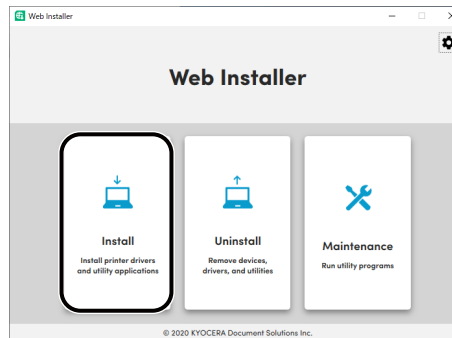 Web Installer
Web Installer
Install
Install printer drivers
and utility applications
Uninstall
Remove devices,
drivers, and utilities
Maintenance
Run utility programs
© 2020 KYOCERA Document Solutions Inc.